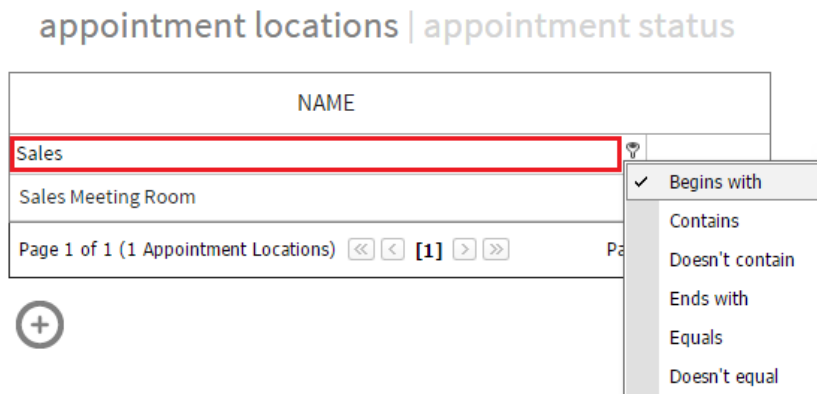 appointment locations | appointment status
NAME
Sales
Begins with
Sales Meeting Room
Contains
Page 1 of 1 (1 Appointment Locations) [1]
Doesn't contain
Ends with
Equals
Doesn't equal